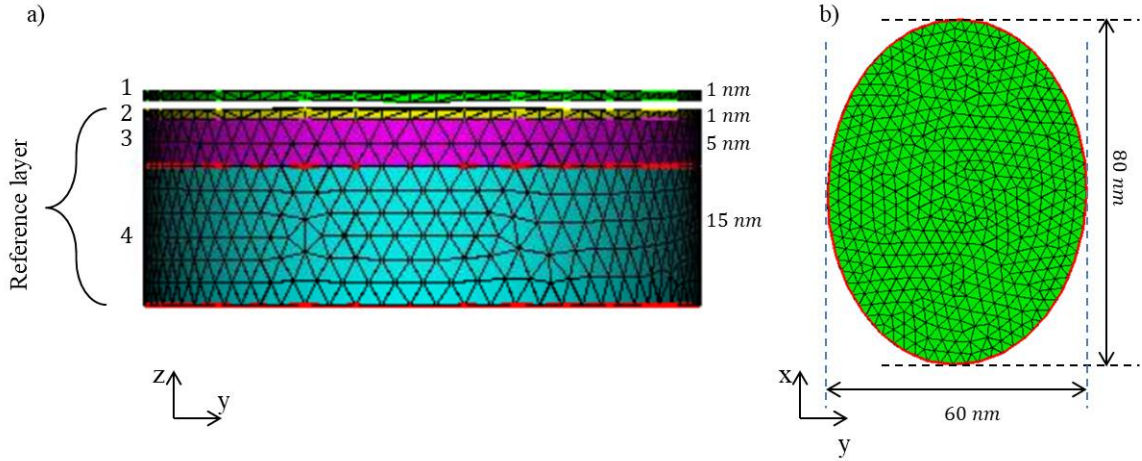 a)
1
1 nm
2
1 nm
3
5 nm
4
15 nm
Reference layer
z
y
b)
80 nm
60 nm
x
y